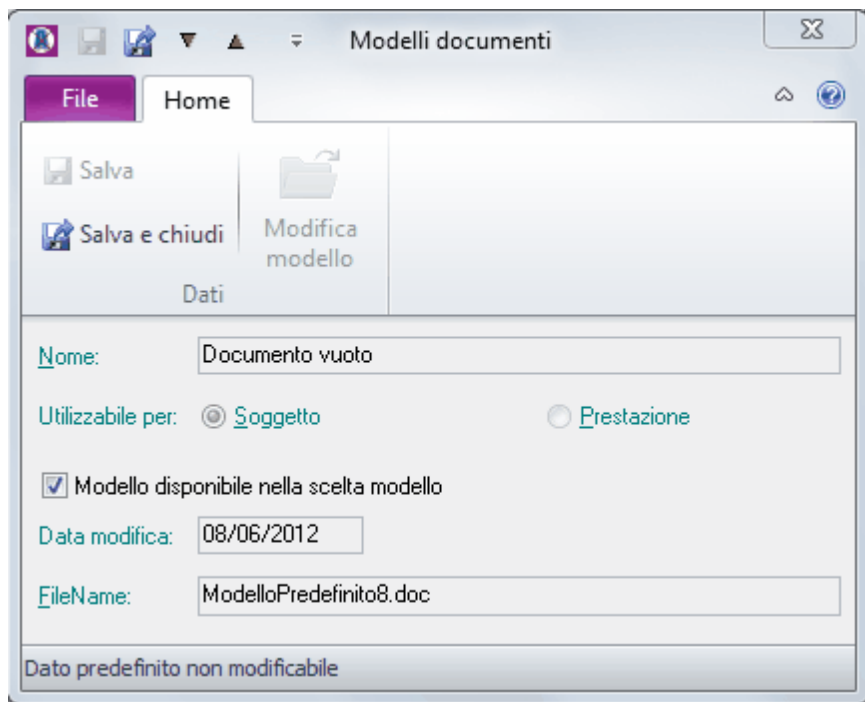 Modelli documenti
File Home
Salva
Salva e chiudi
Modifica
modello
Dati
Nome: Documento vuoto
Utilizzabile per: Soggetto Prestazione
Modello disponibile nella scelta modello
Data modifica: 08/06/2012
FileName: ModelloPredefinito8.doc
Dato predefinito non modificabile